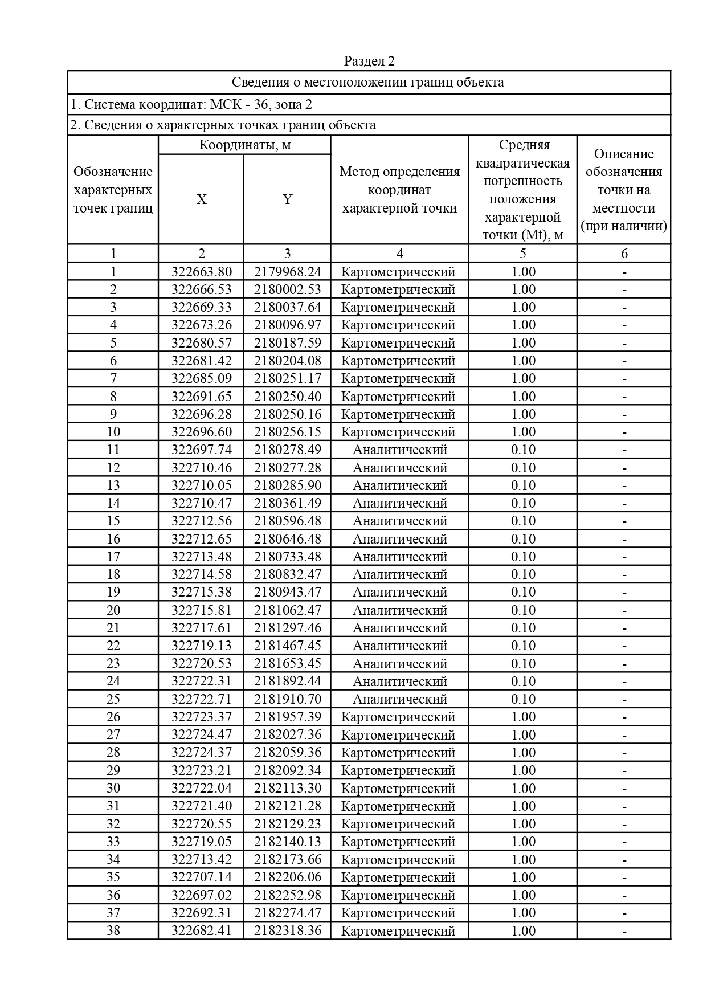 Раздел 2
Сведения о местоположении границ объекта
1. Система координат: МСК - 36, зона 2
2. Сведения о характерных точках границ объекта
Обозначение характерных точек границ
Координаты, м
X
Y
Метод определения координат характерной точки
Средняя квадратическая погрешность положения характерной точки (Mt), м
Описание обозначения точки на местности (при наличии)
1 2 3 4 5 6
1 322663.80 2179968.24 Картометрический 1.00 -
2 322666.53 2180002.53 Картометрический 1.00 -
3 322669.33 2180037.64 Картометрический 1.00 -
4 322673.26 2180096.97 Картометрический 1.00 -
5 322680.57 2180187.59 Картометрический 1.00 -
6 322681.42 2180204.08 Картометрический 1.00 -
7 322685.09 2180251.17 Картометрический 1.00 -
8 322691.65 2180250.40 Картометрический 1.00 -
9 322696.28 2180250.16 Картометрический 1.00 -
10 322696.60 2180256.15 Картометрический 1.00 -
11 322697.74 2180278.49 Аналитический 0.10 -
12 322710.46 2180277.28 Аналитический 0.10 -
13 322710.05 2180285.90 Аналитический 0.10 -
14 322710.47 2180361.49 Аналитический 0.10 -
15 322712.56 2180596.48 Аналитический 0.10 -
16 322712.65 2180646.48 Аналитический 0.10 -
17 322713.48 2180733.48 Аналитический 0.10 -
18 322714.58 2180832.47 Аналитический 0.10 -
19 322715.38 2180943.47 Аналитический 0.10 -
20 322715.81 2181062.47 Аналитический 0.10 -
21 322717.61 2181297.46 Аналитический 0.10 -
22 322719.13 2181467.45 Аналитический 0.10 -
23 322720.53 2181653.45 Аналитический 0.10 -
24 322722.31 2181892.44 Аналитический 0.10 -
25 322722.71 2181910.70 Аналитический 0.10 -
26 322723.37 2181957.39 Картометрический 1.00 -
27 322724.47 2182027.36 Картометрический 1.00 -
28 322724.37 2182059.36 Картометрический 1.00 -
29 322723.21 2182092.34 Картометрический 1.00 -
30 322722.04 2182113.30 Картометрический 1.00 -
31 322721.40 2182121.28 Картометрический 1.00 -
32 322720.55 2182129.23 Картометрический 1.00 -
33 322719.05 2182140.13 Картометрический 1.00 -
34 322713.42 2182173.66 Картометрический 1.00 -
35 322707.14 2182206.06 Картометрический 1.00 -
36 322697.02 2182252.98 Картометрический 1.00 -
37 322692.31 2182274.47 Картометрический 1.00 -
38 322682.41 2182318.36 Картометрический 1.00 -